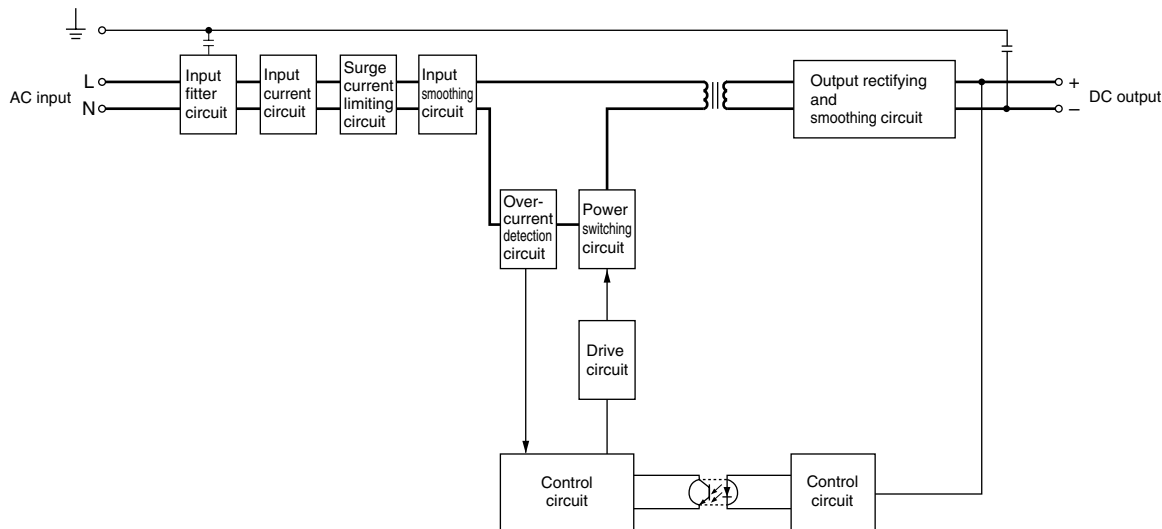 AC input
L
N
Input
fitter
circuit
Input
current
circuit
Surge
current
limiting
circuit
Input
smoothing
circuit
Output rectifying
and
smoothing circuit
+
−
DC output
Over-
current
detection
circuit
Power
switching
circuit
Drive
circuit
Control
circuit
Control
circuit